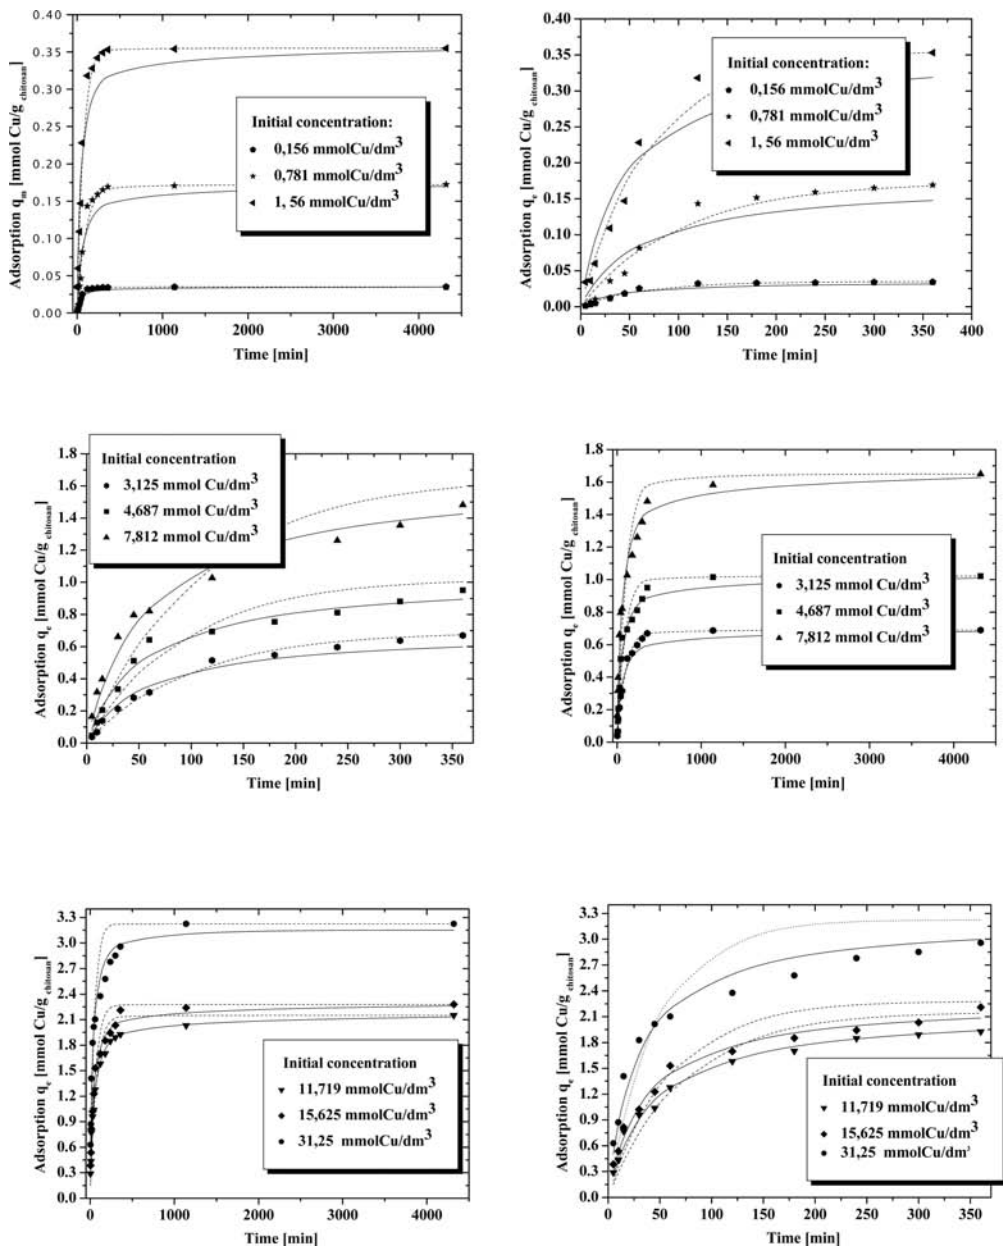 Adsorption q_m [mmol Cu/g_chitosan]
0.40
0.35
0.30
0.25
0.20
0.15
0.10
0.05
0.00
Initial concentration:
0,156 mmolCu/dm³
0,781 mmolCu/dm³
1, 56 mmolCu/dm³
0 1000 2000 3000 4000
Time [min]
Adsorption q_e [mmol Cu/g_chitosan]
0.40
0.35
0.30
0.25
0.20
0.15
0.10
0.05
0.00
Initial concentration:
0,156 mmolCu/dm³
0,781 mmolCu/dm³
1, 56 mmolCu/dm³
0 50 100 150 200 250 300 350 400
Time [min]
Adsorption q_e [mmol Cu/g_chitosan]
1.8
1.6
1.4
1.2
1.0
0.8
0.6
0.4
0.2
0.0
Initial concentration
3,125 mmol Cu/dm³
4,687 mmol Cu/dm³
7,812 mmol Cu/dm³
0 50 100 150 200 250 300 350
Time [min]
Adsorption q_e [mmol Cu/g_chitosan]
1.8
1.6
1.4
1.2
1.0
0.8
0.6
0.4
0.2
0.0
Initial concentration
3,125 mmol Cu/dm³
4,687 mmol Cu/dm³
7,812 mmol Cu/dm³
0 1000 2000 3000 4000
Time [min]
Adsorption q_e [mmol Cu/g_chitosan]
3.3
3.0
2.7
2.4
2.1
1.8
1.5
1.2
0.9
0.6
0.3
0.0
Initial concentration
11,719 mmolCu/dm³
15,625 mmolCu/dm³
31,25 mmolCu/dm³
0 1000 2000 3000 4000
Time [min]
Adsorption q_e [mmol Cu/g_chitosan]
3.3
3.0
2.7
2.4
2.1
1.8
1.5
1.2
0.9
0.6
0.3
0.0
Initial concentration
11,719 mmolCu/dm³
15,625 mmolCu/dm³
31,25 mmolCu/dm³
0 50 100 150 200 250 300 350
Time [min]